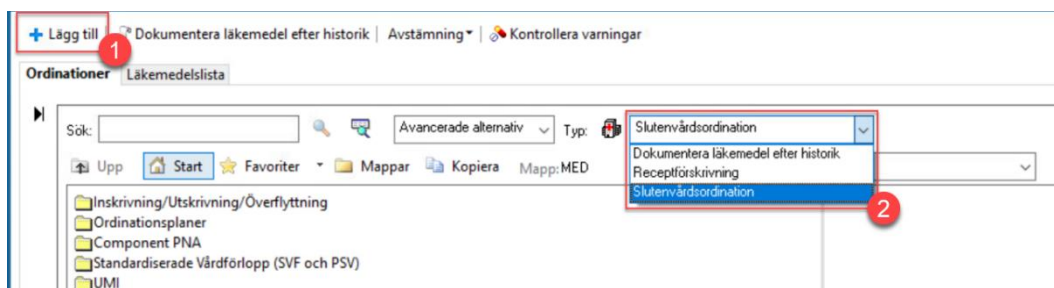 Lägg till Dokumentera läkemedel efter historik Avstämning Kontrollera varningar
1
Ordinationer Läkemedelslista
Sök: Avancerade alternativ Typ: Slutenvårdsordination
Dokumentera läkemedel efter historik
Upp Start Favoriter Mappar Kopiera Mapp: MED Receptförskrivning
Slutenvårdsordination
2
Inskrivning/Utskrivning/Överflyttning
Ordinationsplaner
Component PNA
Standardiserade Vårdförlopp (SVF och PSV)
UMI